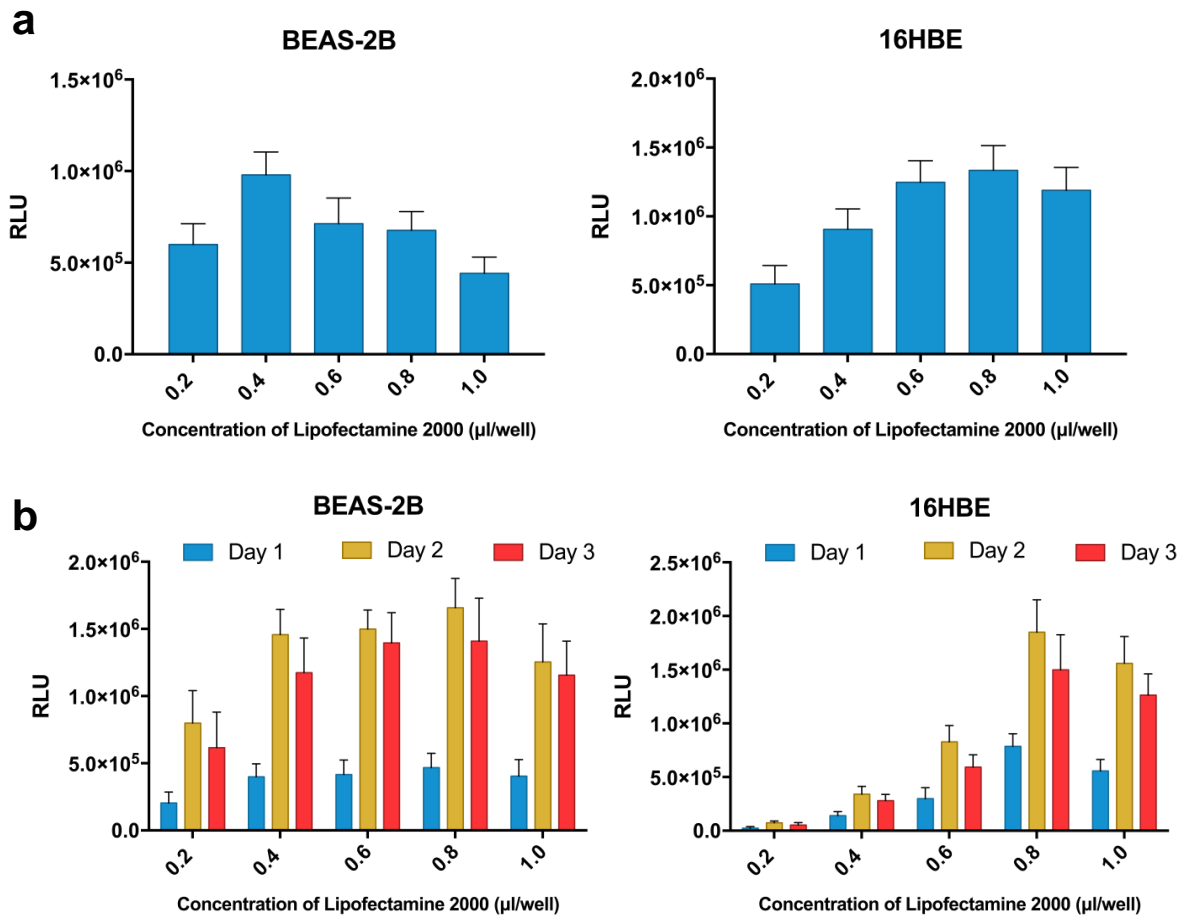 a
BEAS-2B
RLU
1.5×10⁶
1.0×10⁶
5.0×10⁵
0.0
0.2
0.4
0.6
0.8
1.0
Concentration of Lipofectamine 2000 (µl/well)
16HBE
RLU
2.0×10⁶
1.5×10⁶
1.0×10⁶
5.0×10⁵
0.0
0.2
0.4
0.6
0.8
1.0
Concentration of Lipofectamine 2000 (µl/well)
b
BEAS-2B
Day 1
Day 2
Day 3
RLU
2.0×10⁶
1.5×10⁶
1.0×10⁶
5.0×10⁵
0.0
0.2
0.4
0.6
0.8
1.0
Concentration of Lipofectamine 2000 (µl/well)
16HBE
Day 1
Day 2
Day 3
RLU
2.5×10⁶
2.0×10⁶
1.5×10⁶
1.0×10⁶
5.0×10⁵
0.0
0.2
0.4
0.6
0.8
1.0
Concentration of Lipofectamine 2000 (µl/well)